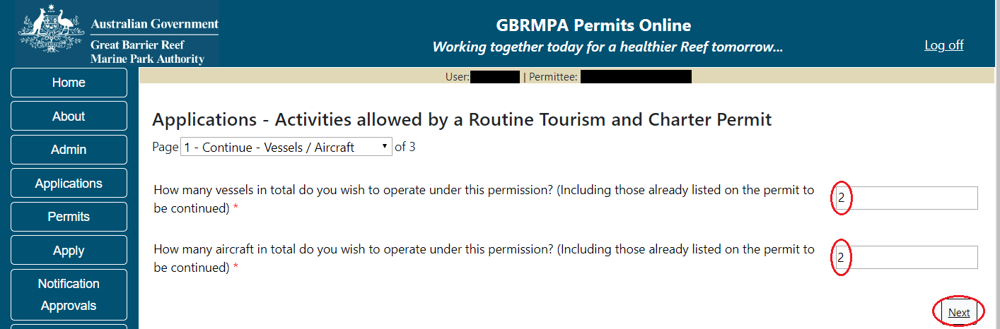 Australian Government
Great Barrier Reef
Marine Park Authority
GBRMPA Permits Online
Working together today for a healthier Reef tomorrow...
Log off
User: | Permittee:
Home
About
Admin
Applications
Permits
Apply
Notification
Approvals
Applications - Activities allowed by a Routine Tourism and Charter Permit
Page 1 - Continue - Vessels / Aircraft of 3
How many vessels in total do you wish to operate under this permission? (Including those already listed on the permit to
be continued) *
2
How many aircraft in total do you wish to operate under this permission? (Including those already listed on the permit to
be continued) *
2
Next